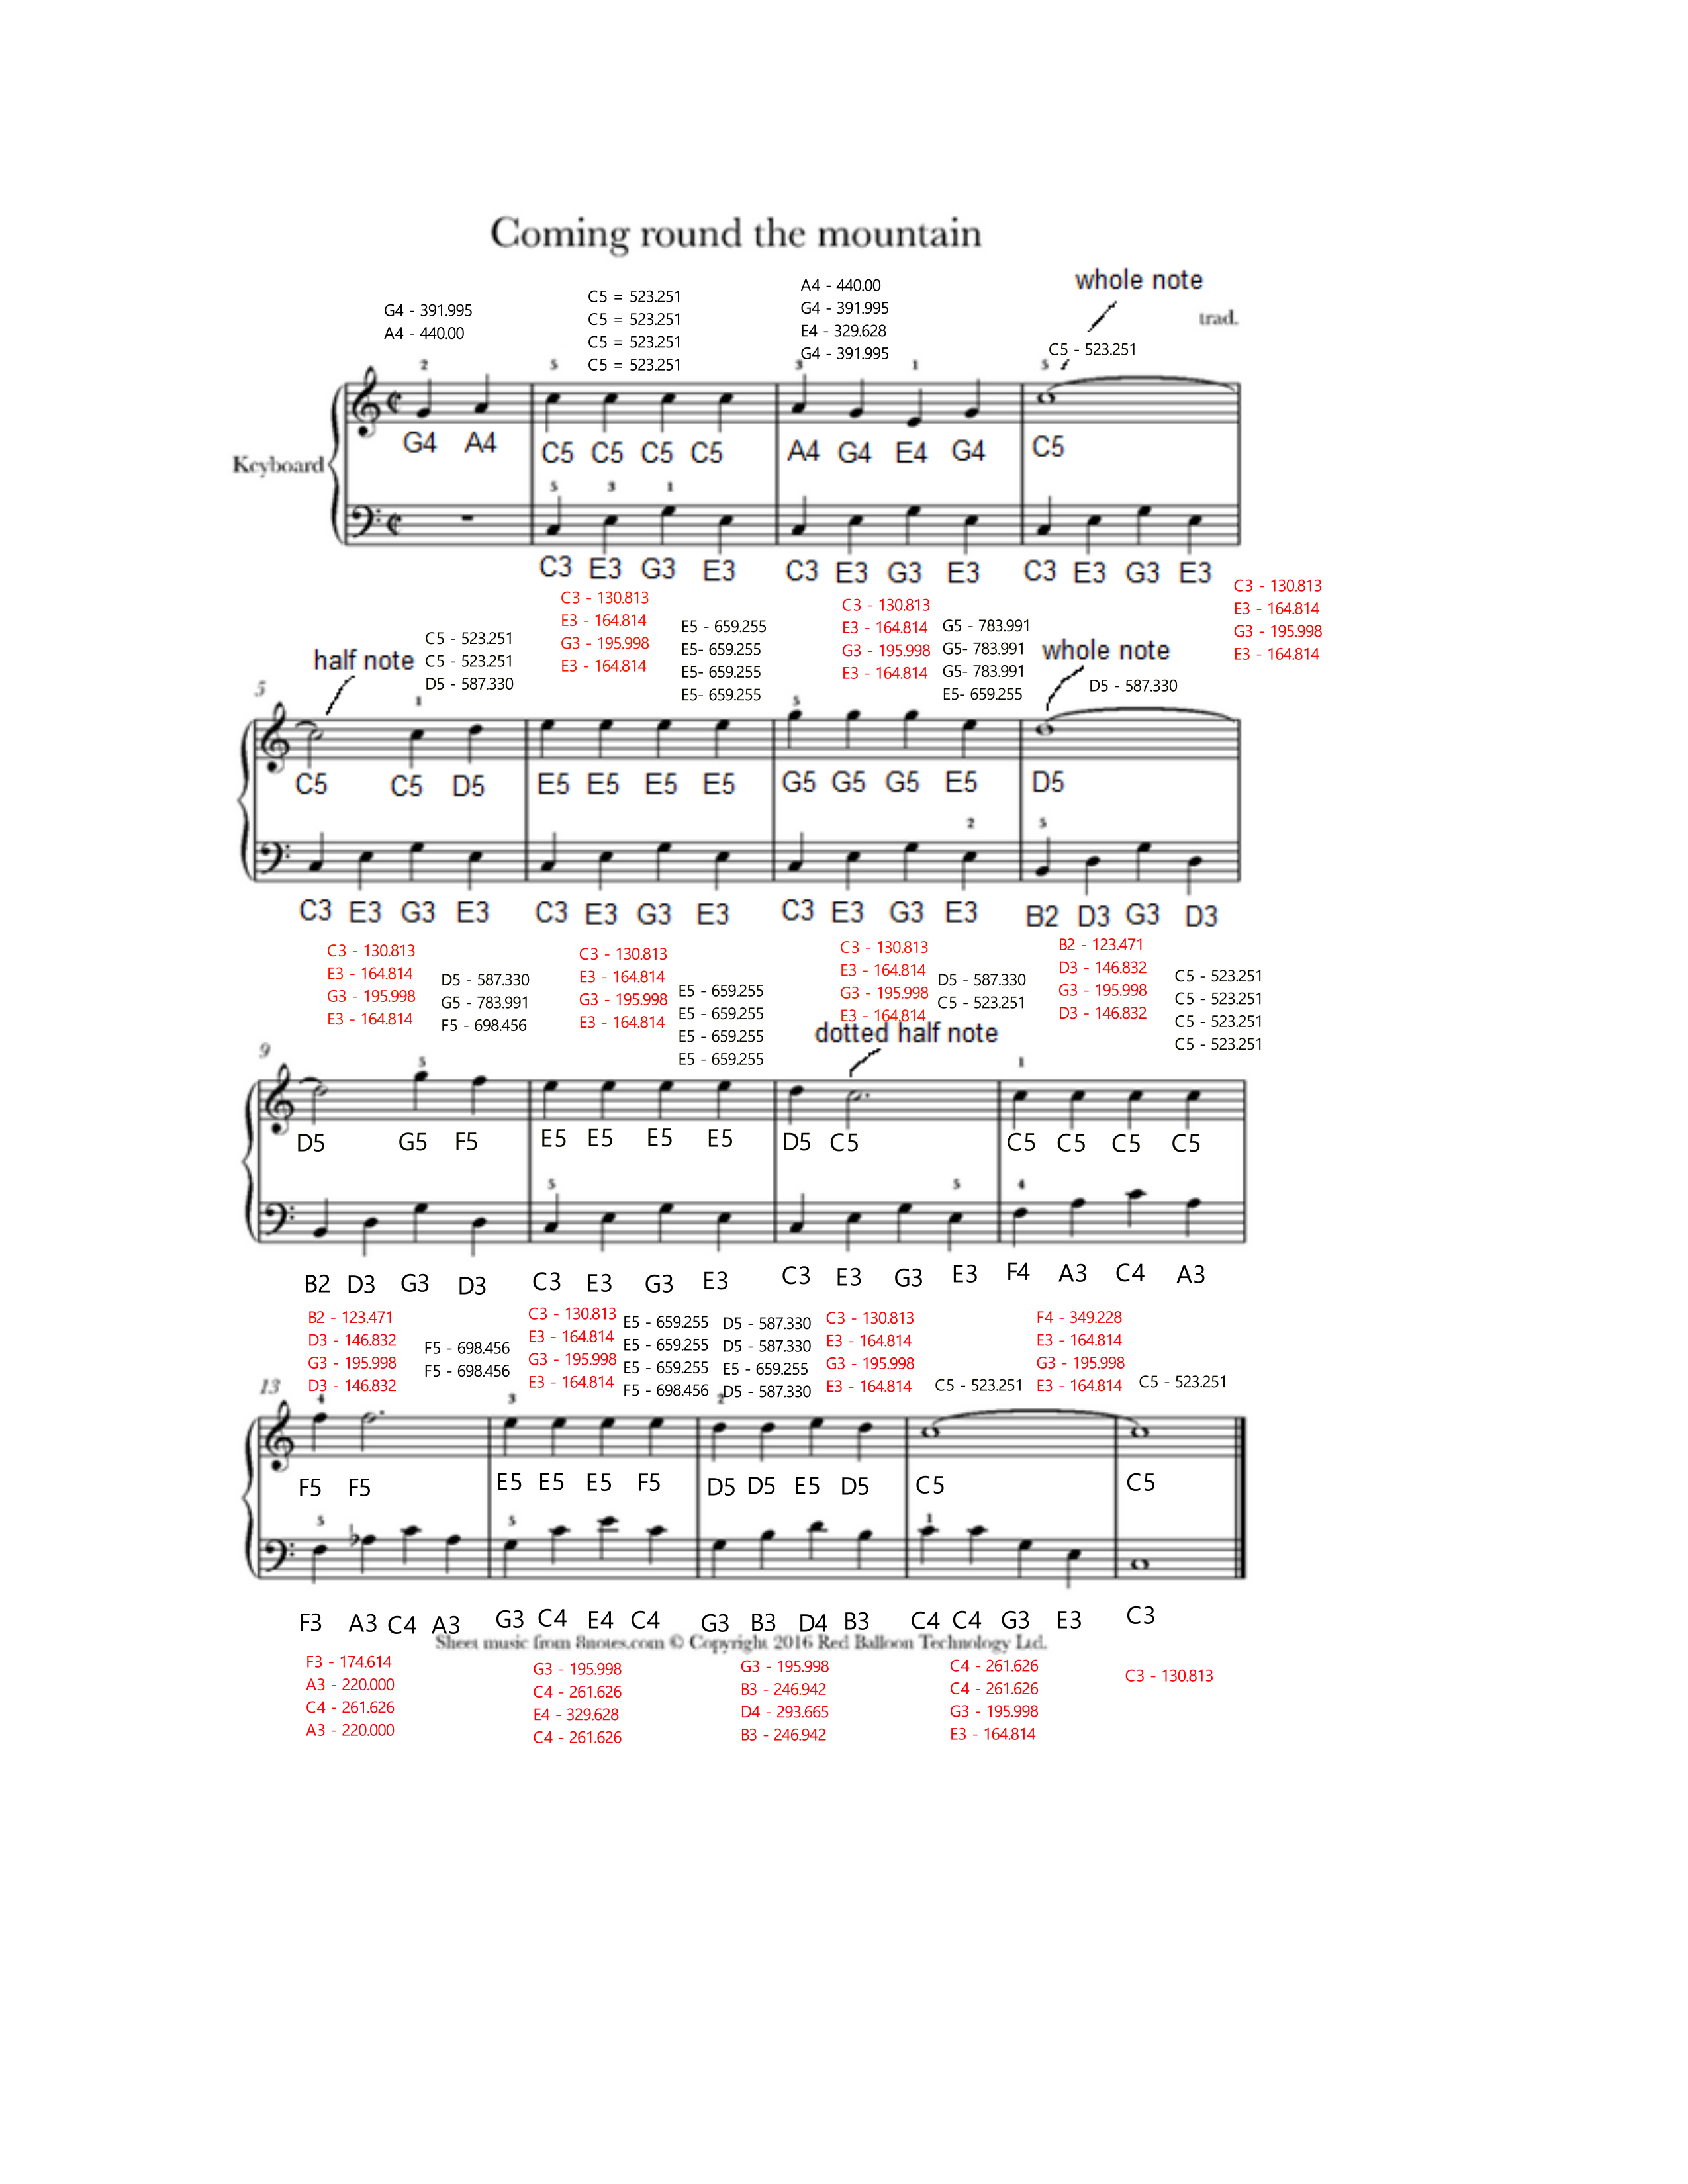 Coming round the mountain
whole note
trad.
G4 - 391.995
A4 - 440.00
C5 = 523.251
C5 = 523.251
C5 = 523.251
C5 = 523.251
A4 - 440.00
G4 - 391.995
E4 - 329.628
G4 - 391.995
C5 - 523.251
2 5 3 1 5
G4 A4 C5 C5 C5 C5 A4 G4 E4 G4 C5
Keyboard
5 3 1
C3 E3 G3 E3 C3 E3 G3 E3 C3 E3 G3 E3
C3 - 130.813
E3 - 164.814
G3 - 195.998
E3 - 164.814
C3 - 130.813
E3 - 164.814
G3 - 195.998
E3 - 164.814
C3 - 130.813
E3 - 164.814
G3 - 195.998
E3 - 164.814
half note
C5 - 523.251
C5 - 523.251
D5 - 587.330
E5 - 659.255
E5- 659.255
E5- 659.255
E5- 659.255
G5 - 783.991
G5- 783.991
G5- 783.991
E5- 659.255
whole note
D5 - 587.330
5 1 5
C5 C5 D5 E5 E5 E5 E5 G5 G5 G5 E5 D5
2 5
C3 E3 G3 E3 C3 E3 G3 E3 C3 E3 G3 E3 B2 D3 G3 D3
C3 - 130.813
E3 - 164.814
G3 - 195.998
E3 - 164.814
D5 - 587.330
G5 - 783.991
F5 - 698.456
C3 - 130.813
E3 - 164.814
G3 - 195.998
E3 - 164.814
E5 - 659.255
E5 - 659.255
E5 - 659.255
E5 - 659.255
C3 - 130.813
E3 - 164.814
G3 - 195.998
E3 - 164.814
D5 - 587.330
C5 - 523.251
B2 - 123.471
D3 - 146.832
G3 - 195.998
D3 - 146.832
C5 - 523.251
C5 - 523.251
C5 - 523.251
C5 - 523.251
dotted half note
9 5 1
D5 G5 F5 E5 E5 E5 E5 D5 C5 C5 C5 C5 C5
5 5 4
B2 D3 G3 D3 C3 E3 G3 E3 C3 E3 G3 E3 F4 A3 C4 A3
B2 - 123.471
D3 - 146.832
G3 - 195.998
D3 - 146.832
F5 - 698.456
F5 - 698.456
C3 - 130.813
E3 - 164.814
G3 - 195.998
E3 - 164.814
E5 - 659.255
E5 - 659.255
E5 - 659.255
F5 - 698.456
D5 - 587.330
D5 - 587.330
E5 - 659.255
D5 - 587.330
C3 - 130.813
E3 - 164.814
G3 - 195.998
E3 - 164.814
C5 - 523.251
F4 - 349.228
E3 - 164.814
G3 - 195.998
E3 - 164.814
C5 - 523.251
13 4 3 2
F5 F5 E5 E5 E5 F5 D5 D5 E5 D5 C5 C5
5 5 1
F3 A3 C4 A3 G3 C4 E4 C4 G3 B3 D4 B3 C4 C4 G3 E3 C3
Sheet music from 8notes.com © Copyright 2016 Red Balloon Technology Ltd.
F3 - 174.614
A3 - 220.000
C4 - 261.626
A3 - 220.000
G3 - 195.998
C4 - 261.626
E4 - 329.628
C4 - 261.626
G3 - 195.998
B3 - 246.942
D4 - 293.665
B3 - 246.942
C4 - 261.626
C4 - 261.626
G3 - 195.998
E3 - 164.814
C3 - 130.813